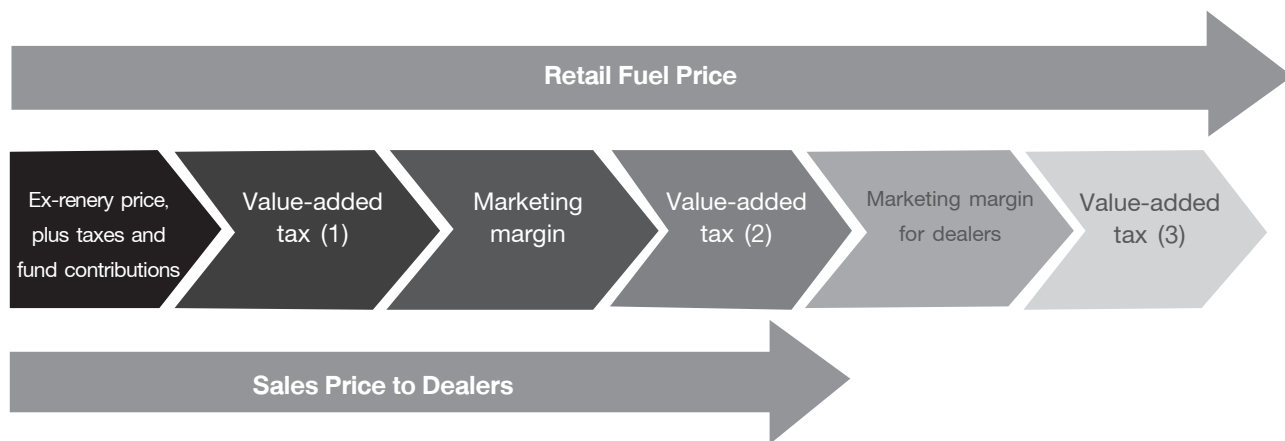 Retail Fuel Price
Ex-renery price,
plus taxes and
fund contributions
Value-added
tax (1)
Marketing
margin
Value-added
tax (2)
Marketing margin
for dealers
Value-added
tax (3)
Sales Price to Dealers